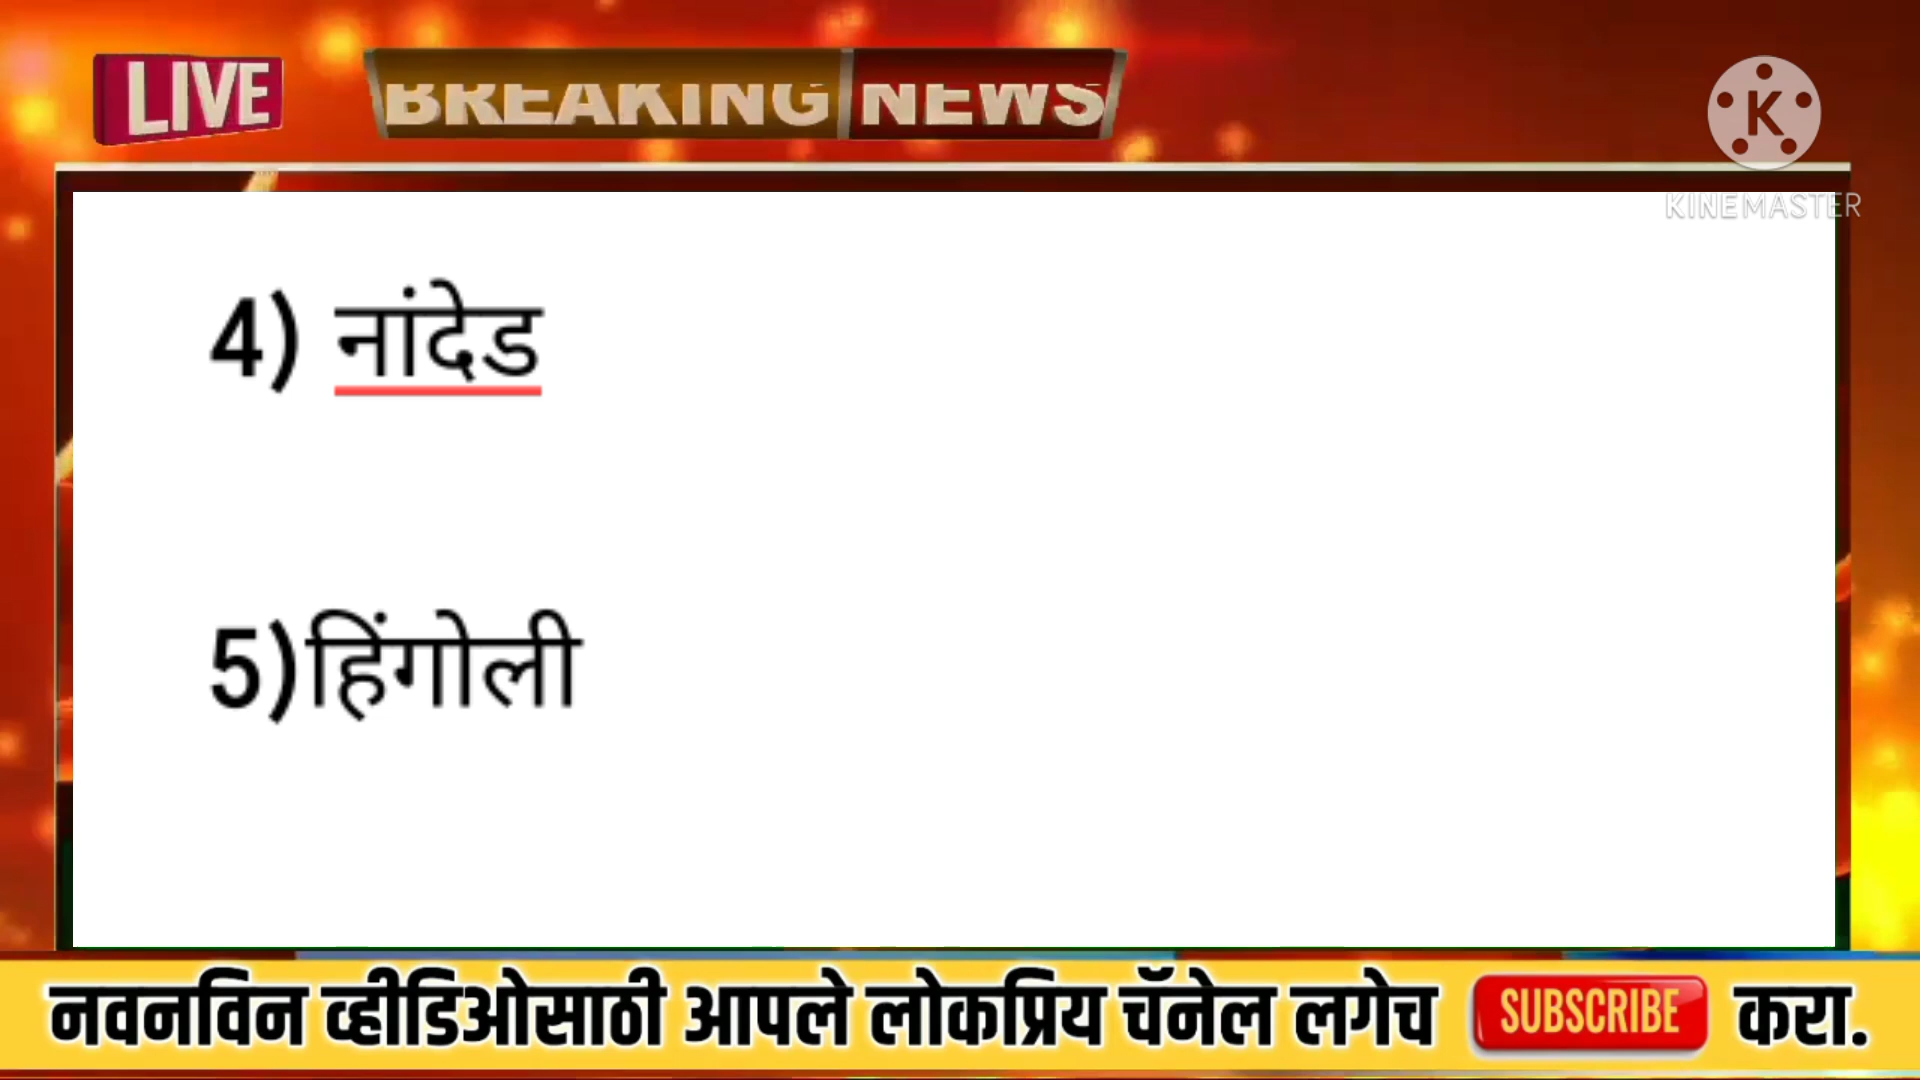 LIVE
BREAKING NEWS
K
KINEMASTER
4) नांदेड
5)हिंगोली
नवनविन व्हीडिओसाठी आपले लोकप्रिय चॅनेल लगेच SUBSCRIBE करा.